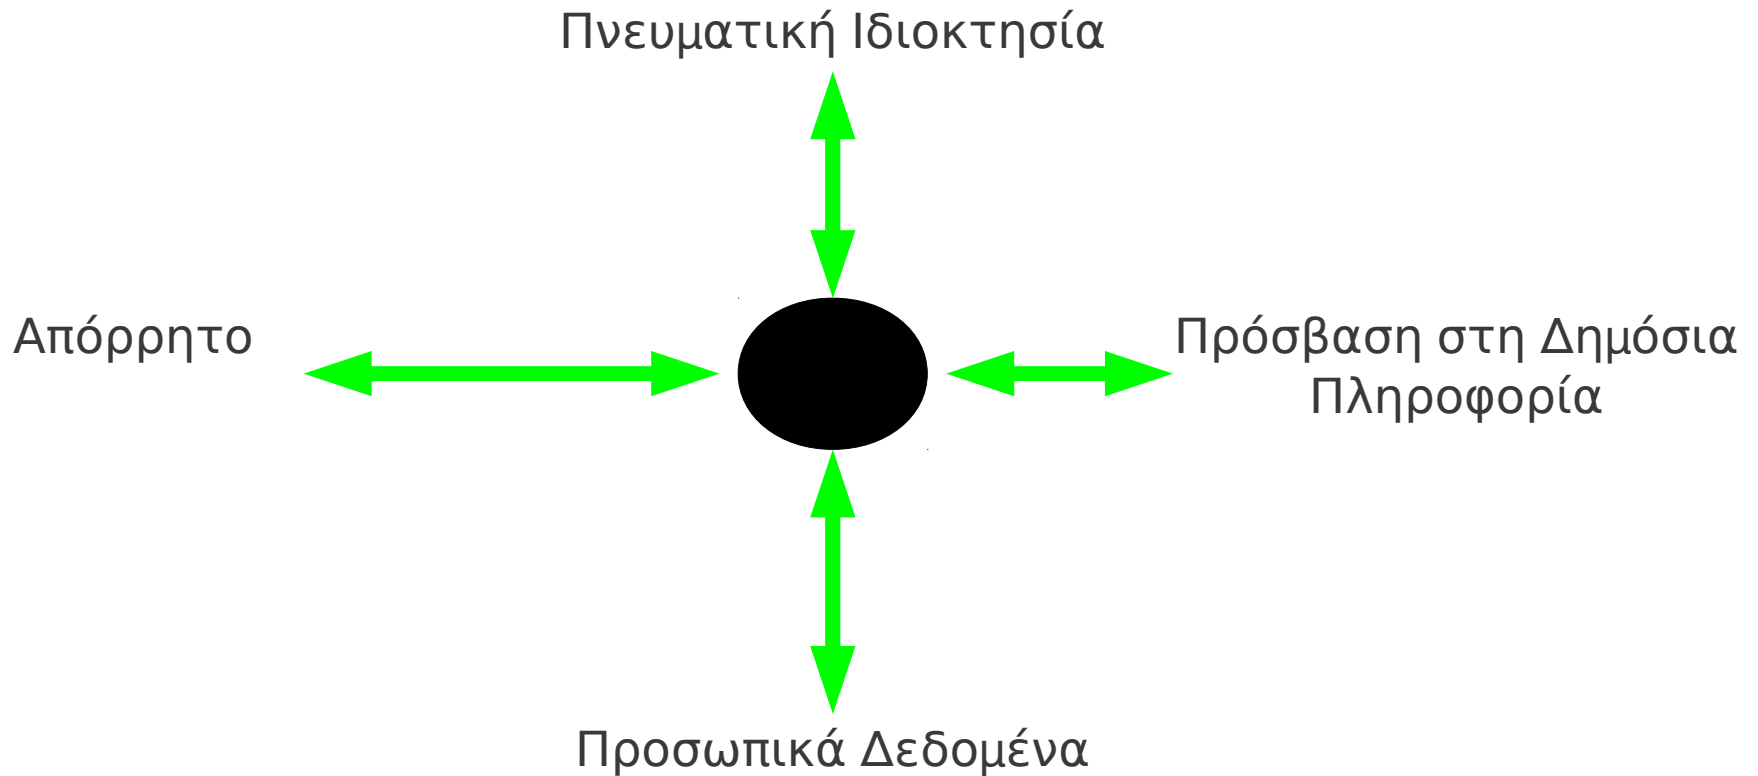 Πνευματική Ιδιοκτησία
Απόρρητο
Πρόσβαση στη Δημόσια
Πληροφορία
Προσωπικά Δεδομένα